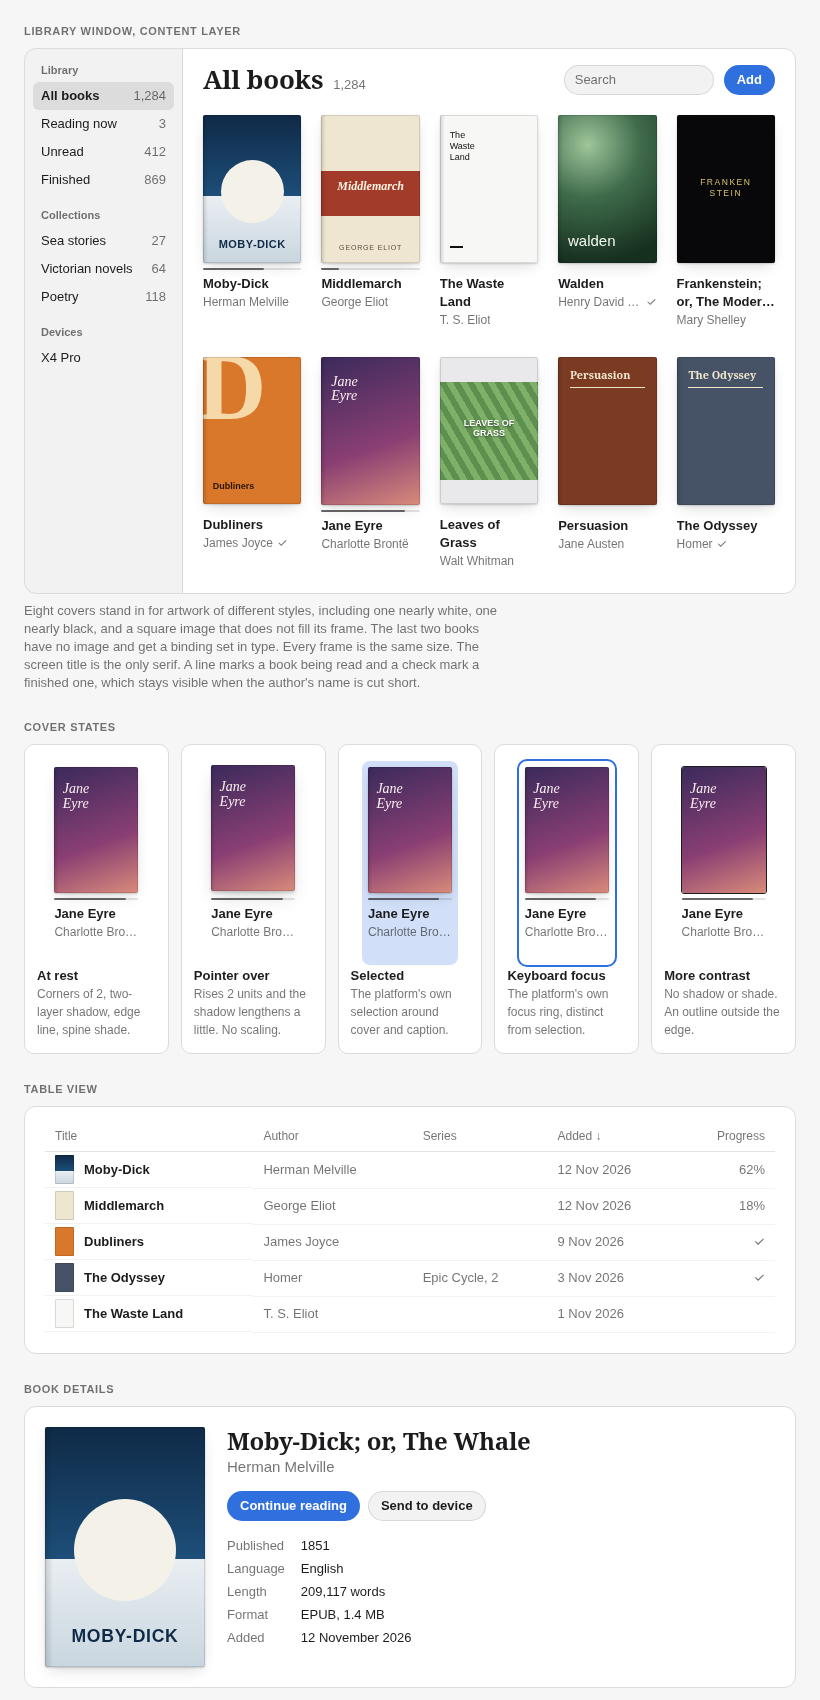 LIBRARY WINDOW, CONTENT LAYER
Library
All books 1,284
Reading now 3
Unread 412
Finished 869
Collections
Sea stories 27
Victorian novels 64
Poetry 118
Devices
X4 Pro
All books 1,284
Search
Add
MOBY-DICK
Middlemarch
GEORGE ELIOT
The
Waste
Land
walden
FRANKEN
STEIN
Moby-Dick
Herman Melville
Middlemarch
George Eliot
The Waste
Land
T. S. Eliot
Walden
Henry David …
Frankenstein;
or, The Moder…
Mary Shelley
D
Dubliners
Jane
Eyre
LEAVES OF
GRASS
Persuasion
The Odyssey
Dubliners
James Joyce
Jane Eyre
Charlotte Brontë
Leaves of
Grass
Walt Whitman
Persuasion
Jane Austen
The Odyssey
Homer
Eight covers stand in for artwork of different styles, including one nearly white, one
nearly black, and a square image that does not fill its frame. The last two books
have no image and get a binding set in type. Every frame is the same size. The
screen title is the only serif. A line marks a book being read and a check mark a
finished one, which stays visible when the author's name is cut short.
COVER STATES
Jane
Eyre
Jane Eyre
Charlotte Bro…
At rest
Corners of 2, two-
layer shadow, edge
line, spine shade.
Jane
Eyre
Jane Eyre
Charlotte Bro…
Pointer over
Rises 2 units and the
shadow lengthens a
little. No scaling.
Jane
Eyre
Jane Eyre
Charlotte Bro…
Selected
The platform's own
selection around
cover and caption.
Jane
Eyre
Jane Eyre
Charlotte Bro…
Keyboard focus
The platform's own
focus ring, distinct
from selection.
Jane
Eyre
Jane Eyre
Charlotte Bro…
More contrast
No shadow or shade.
An outline outside the
edge.
TABLE VIEW
Title Author Series Added ↓ Progress
Moby-Dick Herman Melville 12 Nov 2026 62%
Middlemarch George Eliot 12 Nov 2026 18%
Dubliners James Joyce 9 Nov 2026
The Odyssey Homer Epic Cycle, 2 3 Nov 2026
The Waste Land T. S. Eliot 1 Nov 2026
BOOK DETAILS
MOBY-DICK
Moby-Dick; or, The Whale
Herman Melville
Continue reading
Send to device
Published 1851
Language English
Length 209,117 words
Format EPUB, 1.4 MB
Added 12 November 2026